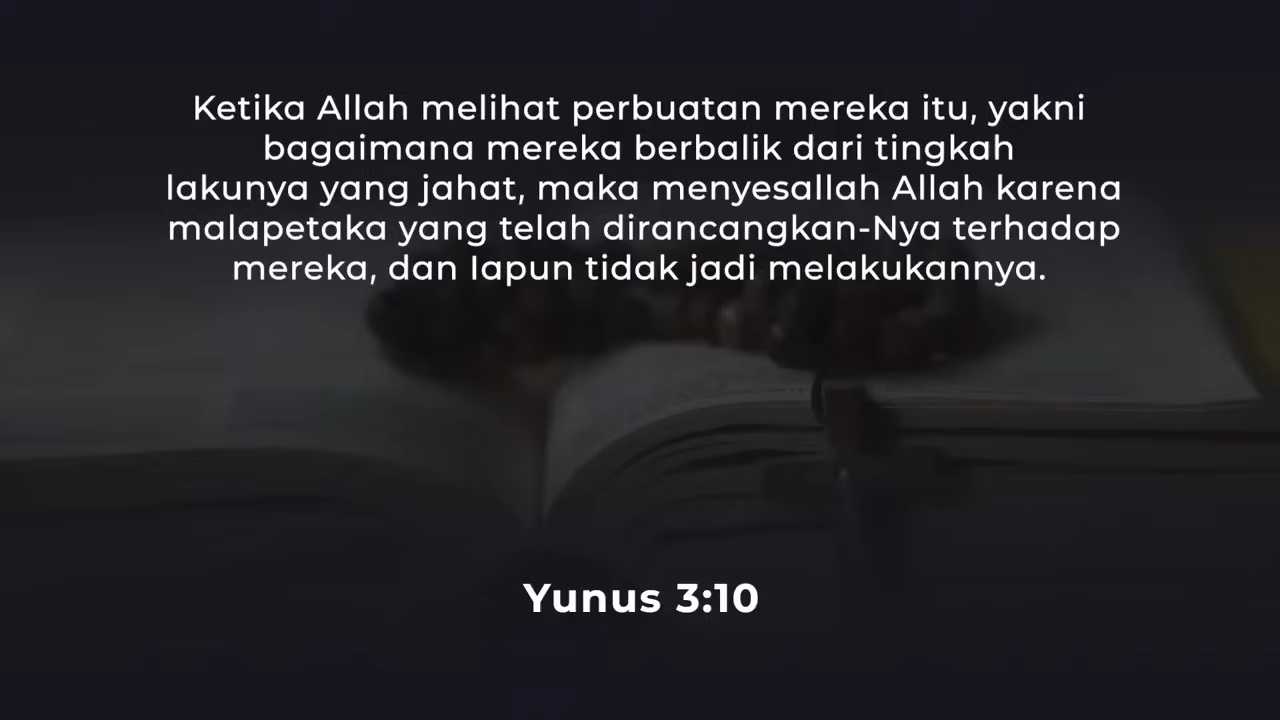 Ketika Allah melihat perbuatan mereka itu, yakni
bagaimana mereka berbalik dari tingkah
lakunya yang jahat, maka menyesallah Allah karena
malapetaka yang telah dirancangkan-Nya terhadap
mereka, dan Iapun tidak jadi melakukannya.
Yunus 3:10